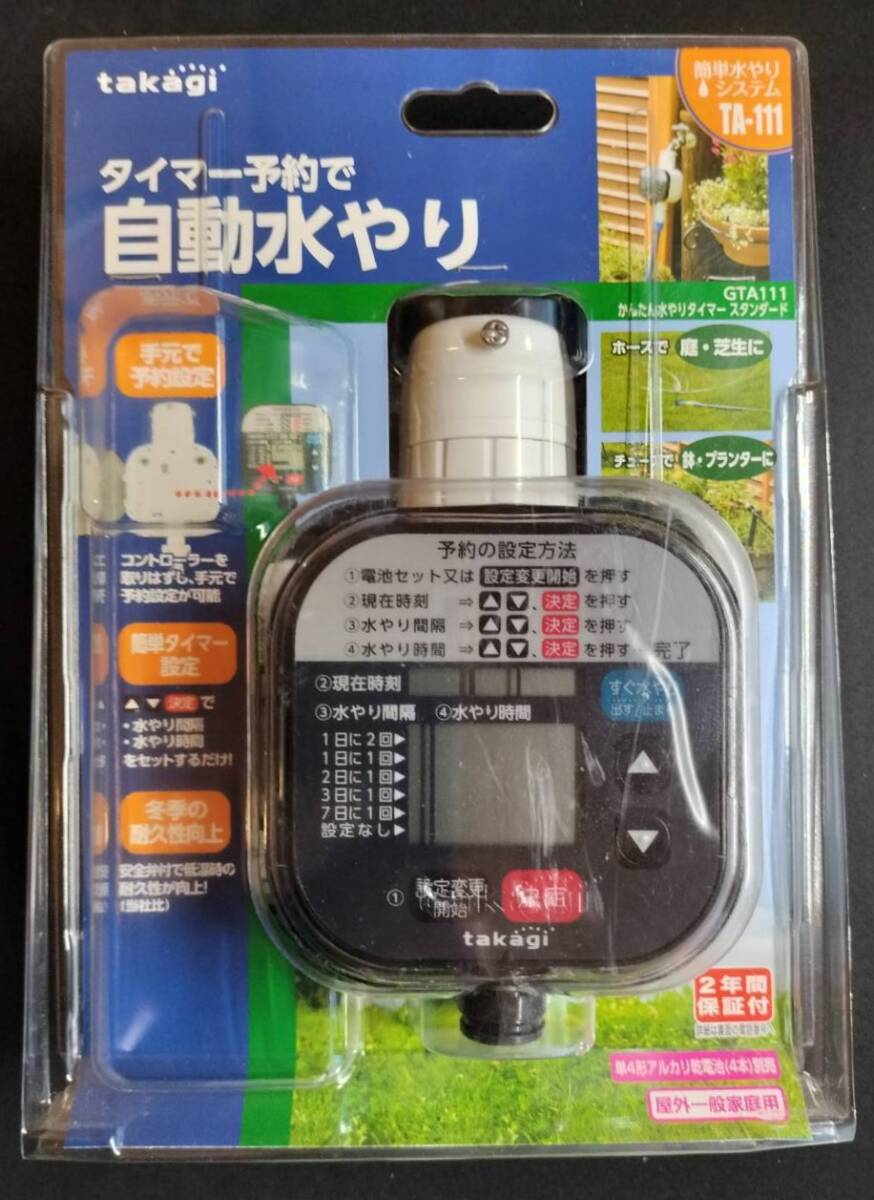 takagi
簡単水やり
システム
TA-111
タイマー予約で
自動水やり
GTA111
かんたん水やりタイマー スタンダード
ホースで 庭・芝生に
チューブで 鉢・プランターに
手元で
予約設定
コントローラーを
取りはずし、手元で
予約設定が可能
簡単タイマー
設定
▲ ▼ 決定 で
・水やり間隔
・水やり時間
をセットするだけ!
冬季の
耐久性向上
安全弁付で低温時の
耐久性が向上!
(当社比)
予約の設定方法
①電池セット又は 設定変更開始 を押す
②現在時刻 ⇒ ▲ ▼、決定 を押す
③水やり間隔 ⇒ ▲ ▼、決定 を押す
④水やり時間 ⇒ ▲ ▼、決定 を押す 完了
②現在時刻
すぐ水やり
出す/止まる
③水やり間隔 ④水やり時間
1日に2回▶
1日に1回▶
2日に1回▶
3日に1回▶
7日に1回▶
設定なし▶
▲
▼
① 設定変更
開始
決定
takagi
2年間
保証付
単4形アルカリ乾電池(4本)別売
屋外一般家庭用